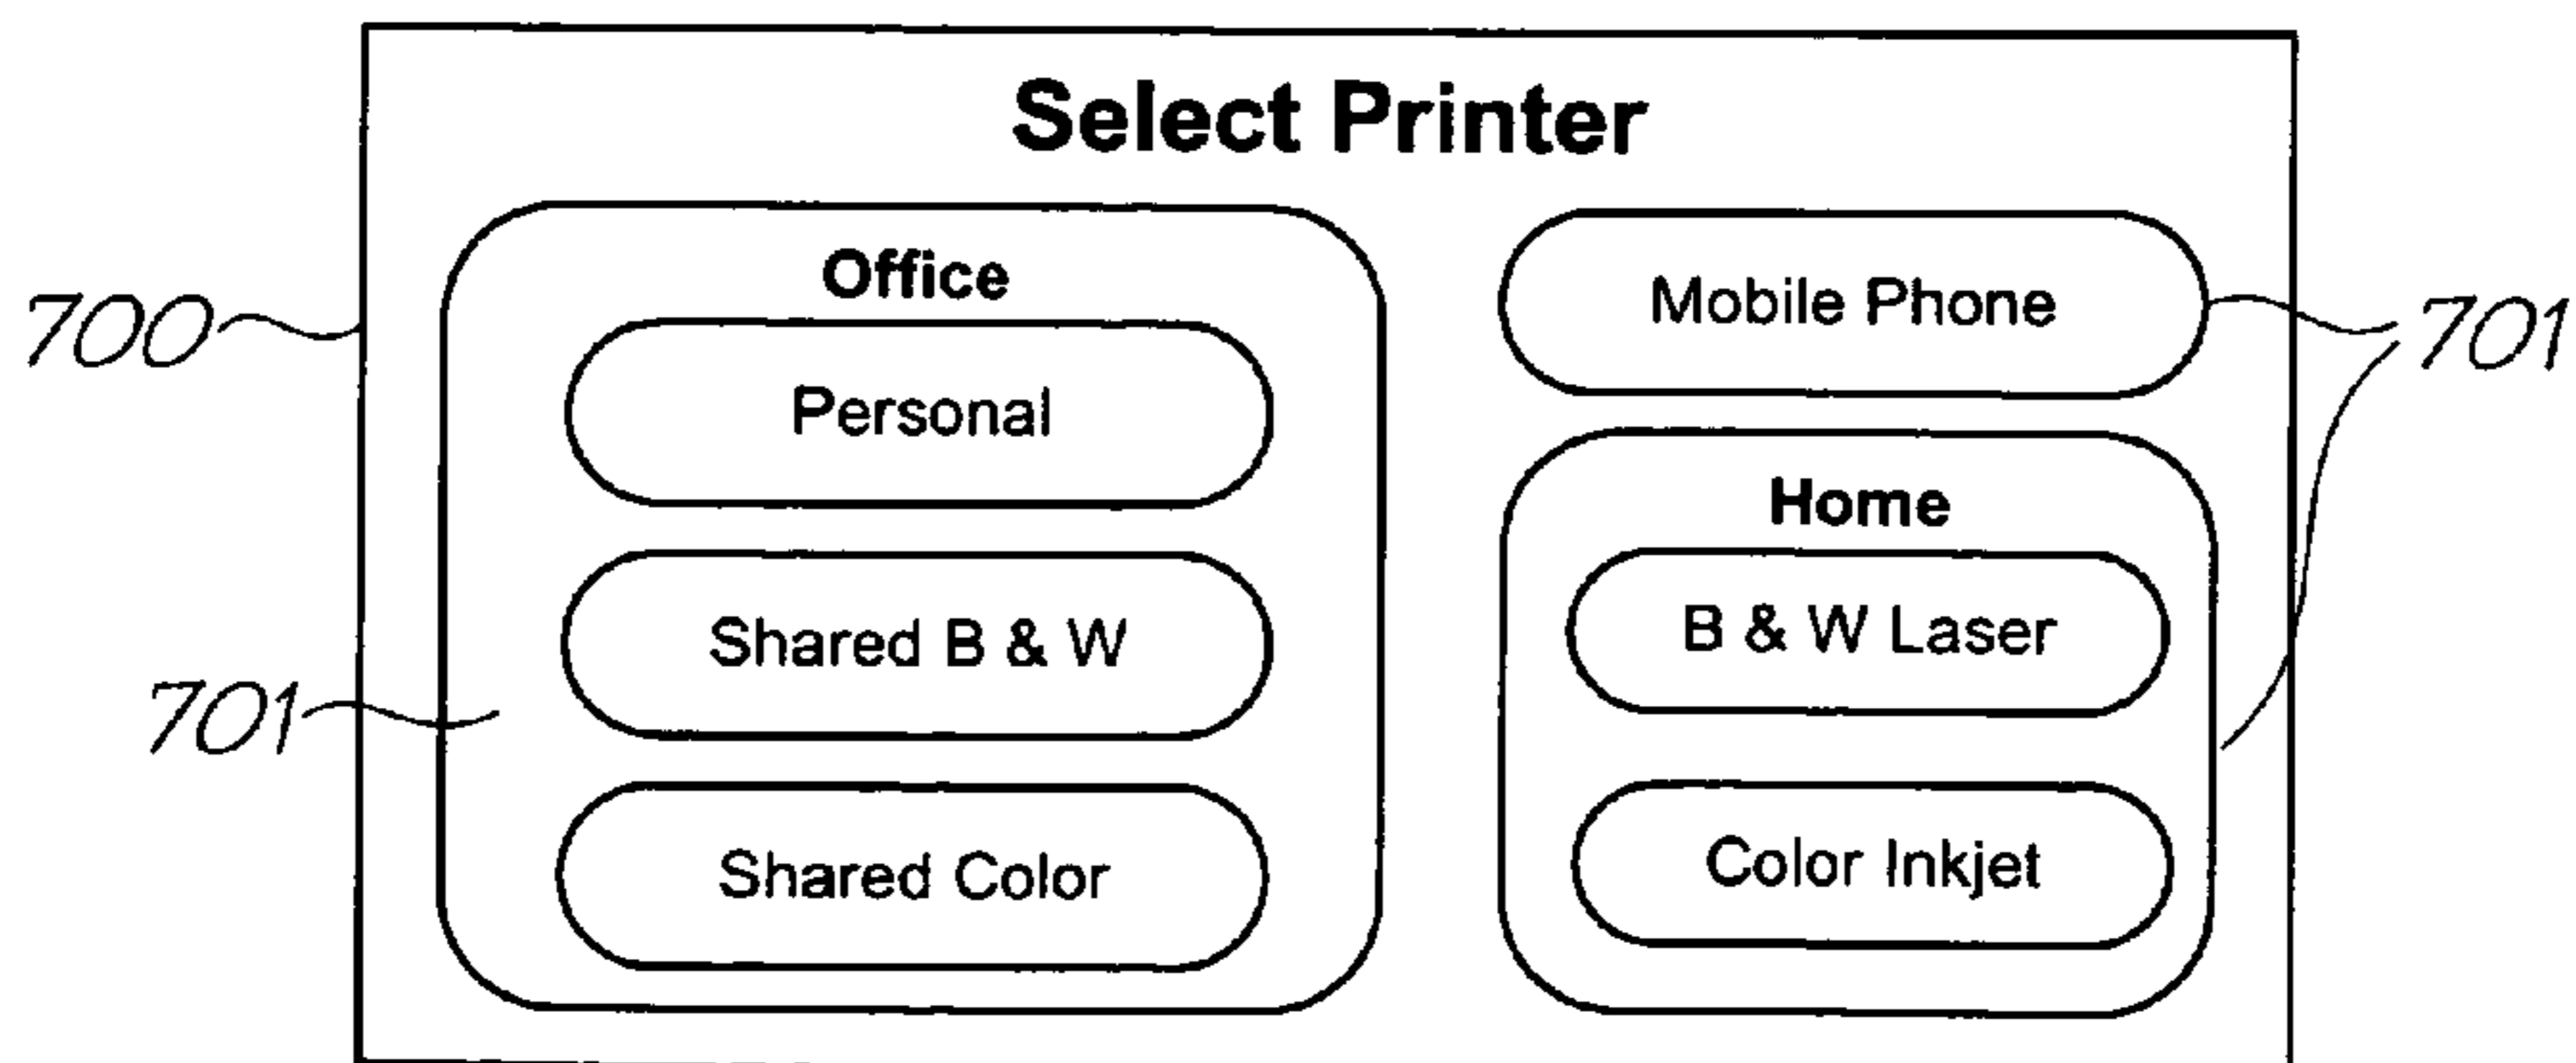 Select Printer
Office
Personal
Shared B & W
Shared Color
Mobile Phone
Home
B & W Laser
Color Inkjet
700
701
701